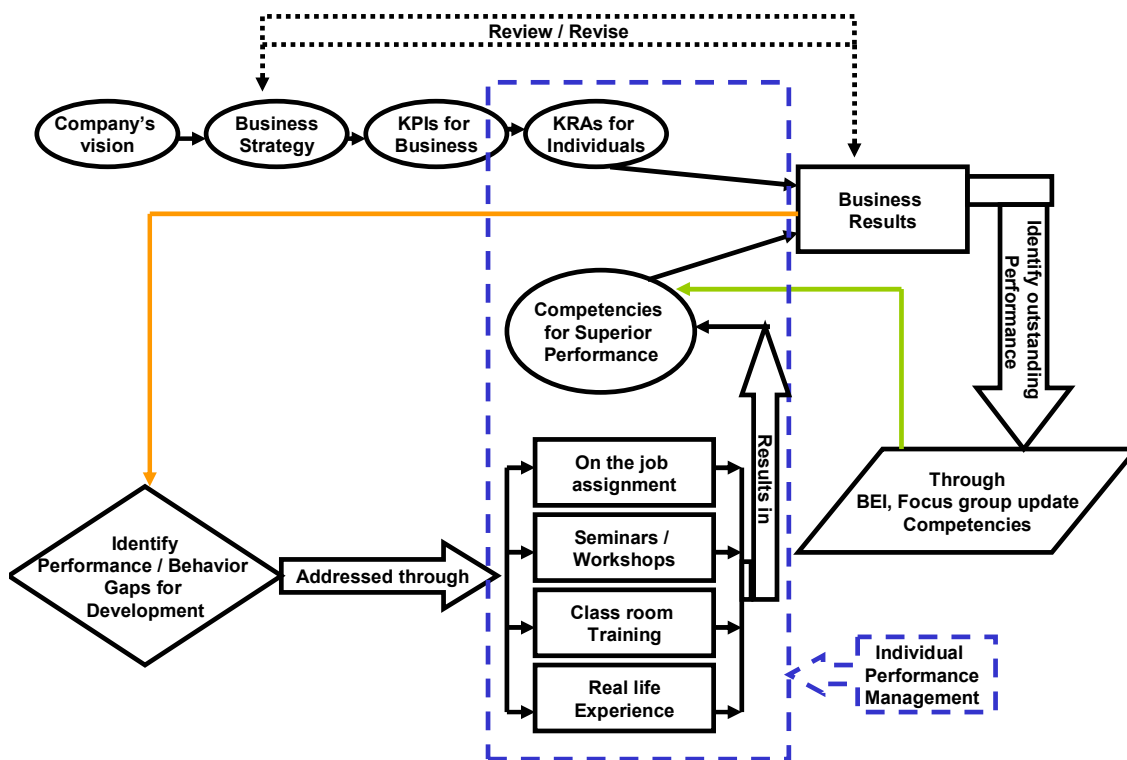 Review / Revise
Company's
vision
Business
Strategy
KPIs for
Business
KRAs for
Individuals
Business
Results
Identify outstanding
Performance
Competencies
for Superior
Performance
Results in
On the job
assignment
Seminars /
Workshops
Class room
Training
Real life
Experience
Through
BEI, Focus group update
Competencies
Identify
Performance / Behavior
Gaps for
Development
Addressed through
Individual
Performance
Management